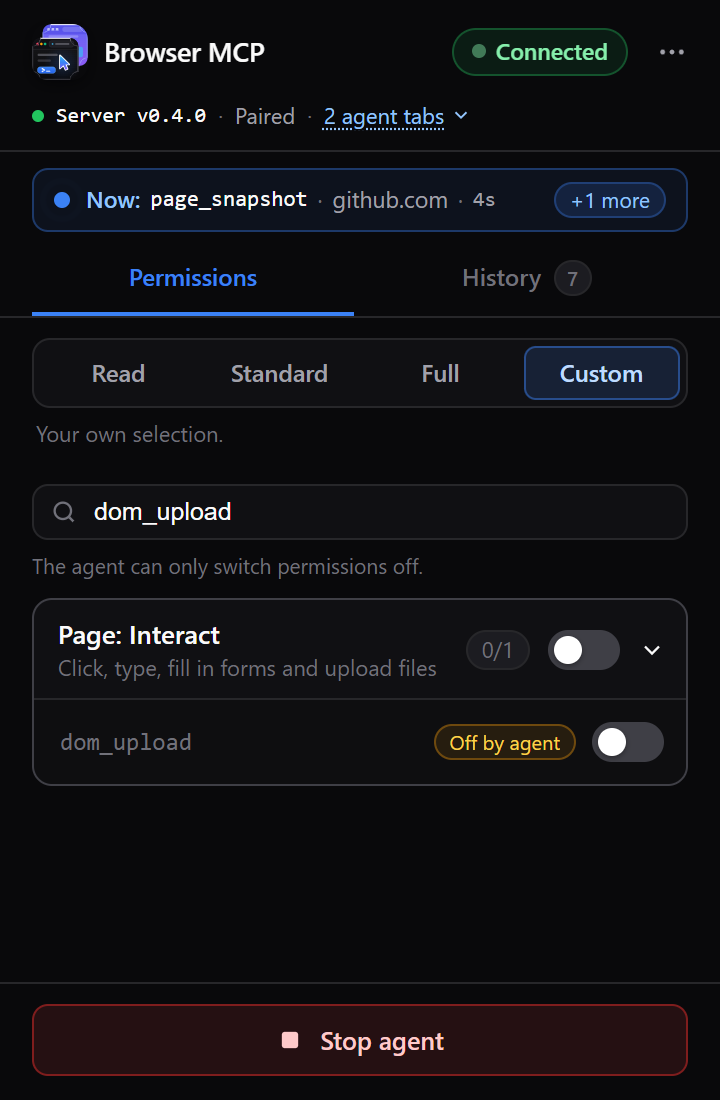 Browser MCP
Connected
Server v0.4.0 · Paired · 2 agent tabs
Now: page_snapshot · github.com · 4s +1 more
Permissions History 7
Read Standard Full Custom
Your own selection.
dom_upload
The agent can only switch permissions off.
Page: Interact 0/1
Click, type, fill in forms and upload files
dom_upload Off by agent
Stop agent